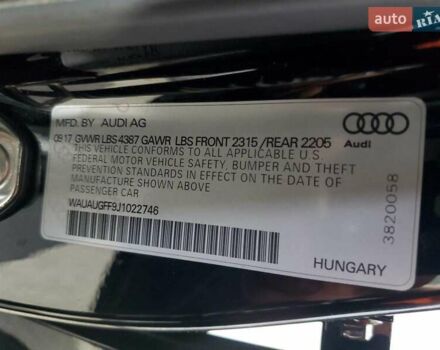 auto
RIA
MFD. BY AUDI AG
09 17 GVWR LBS 4387 GAWR LBS FRONT 2315 / REAR 2205
THIS VEHICLE CONFORMS TO ALL APPLICABLE U.S.
FEDERAL MOTOR VEHICLE SAFETY, BUMPER, AND THEFT
PREVENTION STANDARDS IN EFFECT ON THE DATE
OF MANUFACTURE SHOWN ABOVE.
PASSENGER CAR
WAUAUGFF9J1022746
Audi
3820058
HUNGARY